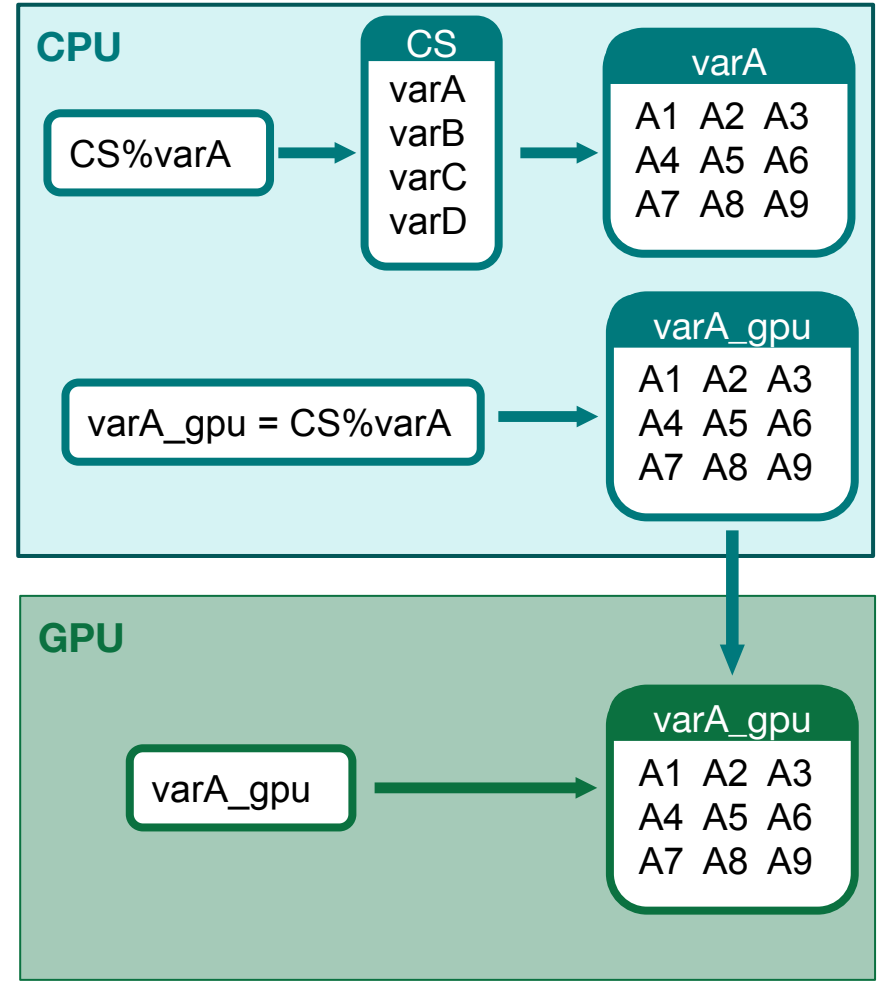 CPU
CS%varA
CS
varA
varB
varC
varD
varA
A1 A2 A3
A4 A5 A6
A7 A8 A9
varA_gpu = CS%varA
varA_gpu
A1 A2 A3
A4 A5 A6
A7 A8 A9
GPU
varA_gpu
varA_gpu
A1 A2 A3
A4 A5 A6
A7 A8 A9